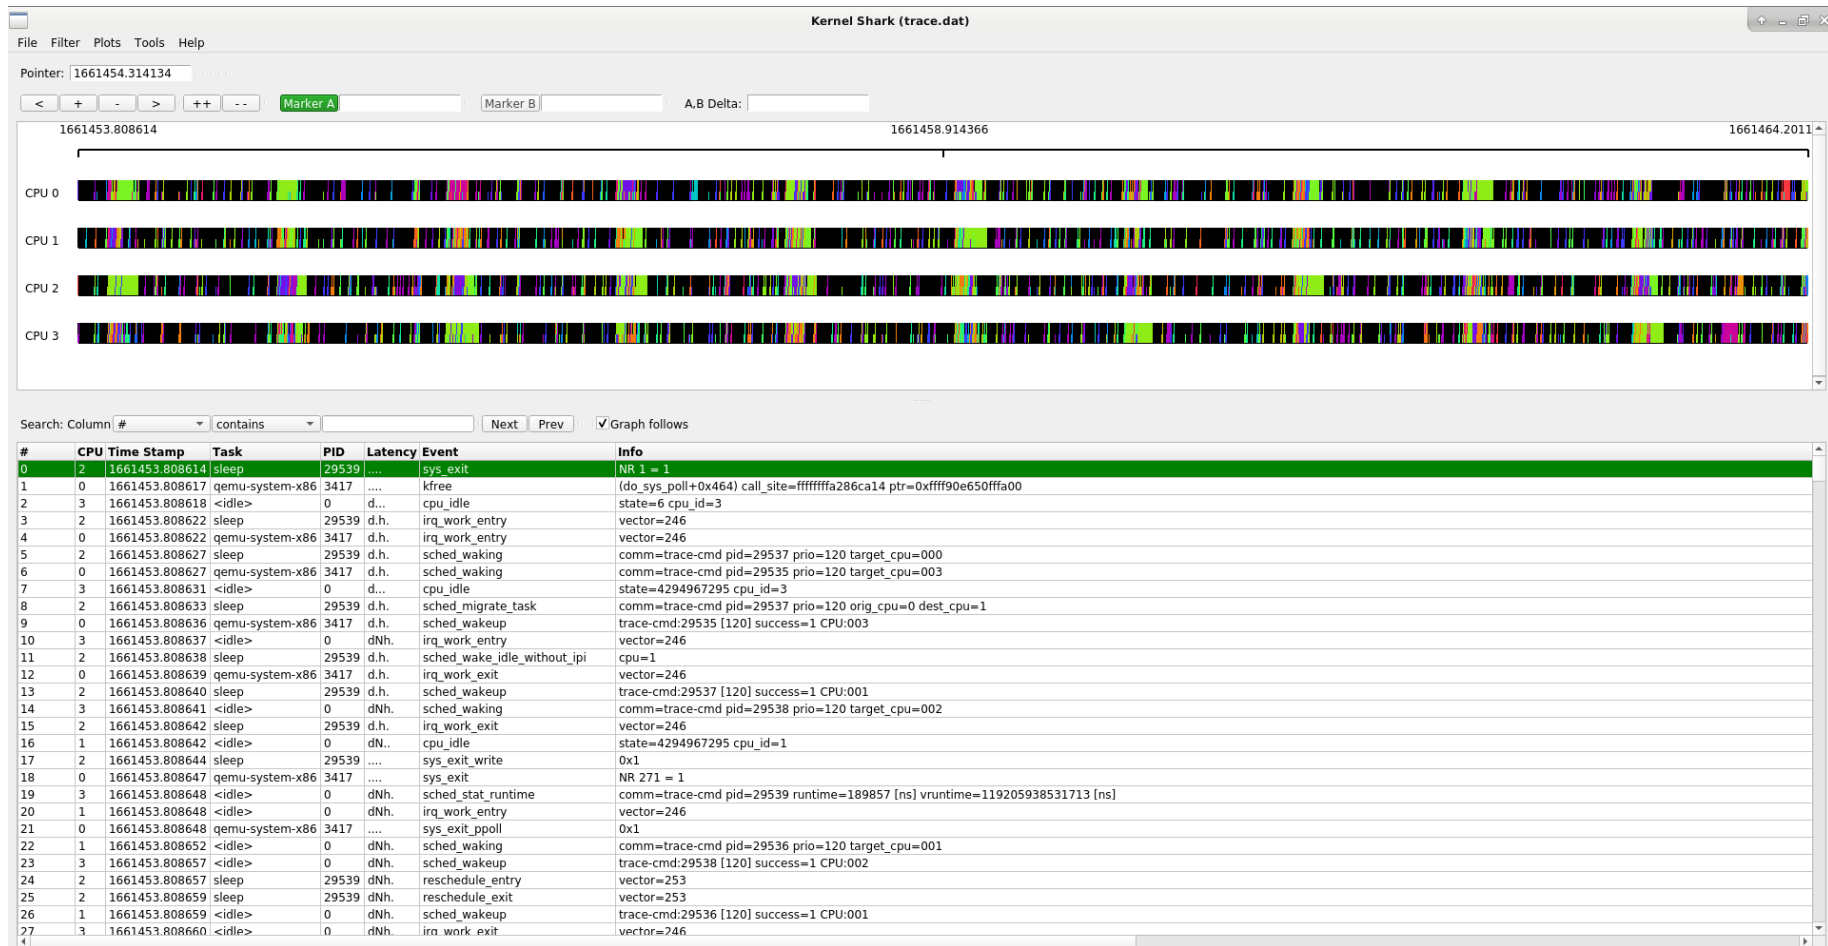 Kernel Shark (trace.dat)
File Filter Plots Tools Help
Pointer: 1661454.314134
< + - > ++ -- Marker A Marker B A,B Delta:
1661453.808614 1661458.914366 1661464.2011
CPU 0
CPU 1
CPU 2
CPU 3
Search: Column # contains Next Prev Graph follows
# CPU Time Stamp Task PID Latency Event Info
0 2 1661453.808614 sleep 29539 .... sys_exit NR 1 = 1
1 0 1661453.808617 qemu-system-x86 3417 .... kfree (do_sys_poll+0x464) call_site=ffffffffa286ca14 ptr=0xffff90e650fffa00
2 3 1661453.808618 <idle> 0 d... cpu_idle state=6 cpu_id=3
3 2 1661453.808622 sleep 29539 d.h. irq_work_entry vector=246
4 0 1661453.808622 qemu-system-x86 3417 d.h. irq_work_entry vector=246
5 2 1661453.808627 sleep 29539 d.h. sched_waking comm=trace-cmd pid=29537 prio=120 target_cpu=000
6 0 1661453.808627 qemu-system-x86 3417 d.h. sched_waking comm=trace-cmd pid=29535 prio=120 target_cpu=003
7 3 1661453.808631 <idle> 0 d... cpu_idle state=4294967295 cpu_id=3
8 2 1661453.808633 sleep 29539 d.h. sched_migrate_task comm=trace-cmd pid=29537 prio=120 orig_cpu=0 dest_cpu=1
9 0 1661453.808636 qemu-system-x86 3417 d.h. sched_wakeup trace-cmd:29535 [120] success=1 CPU:003
10 3 1661453.808637 <idle> 0 dNh. irq_work_entry vector=246
11 2 1661453.808638 sleep 29539 d.h. sched_wake_idle_without_ipi cpu=1
12 0 1661453.808639 qemu-system-x86 3417 d.h. irq_work_exit vector=246
13 2 1661453.808640 sleep 29539 d.h. sched_wakeup trace-cmd:29537 [120] success=1 CPU:001
14 3 1661453.808641 <idle> 0 dNh. sched_waking comm=trace-cmd pid=29538 prio=120 target_cpu=002
15 2 1661453.808642 sleep 29539 d.h. irq_work_exit vector=246
16 1 1661453.808642 <idle> 0 dN.. cpu_idle state=4294967295 cpu_id=1
17 2 1661453.808644 sleep 29539 .... sys_exit_write 0x1
18 0 1661453.808647 qemu-system-x86 3417 .... sys_exit NR 271 = 1
19 3 1661453.808648 <idle> 0 dNh. sched_stat_runtime comm=trace-cmd pid=29539 runtime=189857 [ns] vruntime=119205938531713 [ns]
20 1 1661453.808648 <idle> 0 dNh. irq_work_entry vector=246
21 0 1661453.808648 qemu-system-x86 3417 .... sys_exit_ppoll 0x1
22 1 1661453.808652 <idle> 0 dNh. sched_waking comm=trace-cmd pid=29536 prio=120 target_cpu=001
23 3 1661453.808657 <idle> 0 dNh. sched_wakeup trace-cmd:29538 [120] success=1 CPU:002
24 2 1661453.808657 sleep 29539 dNh. reschedule_entry vector=253
25 2 1661453.808659 sleep 29539 dNh. reschedule_exit vector=253
26 1 1661453.808659 <idle> 0 dNh. sched_wakeup trace-cmd:29536 [120] success=1 CPU:001
27 3 1661453.808660 <idle> 0 dNh. irq_work_exit vector=246